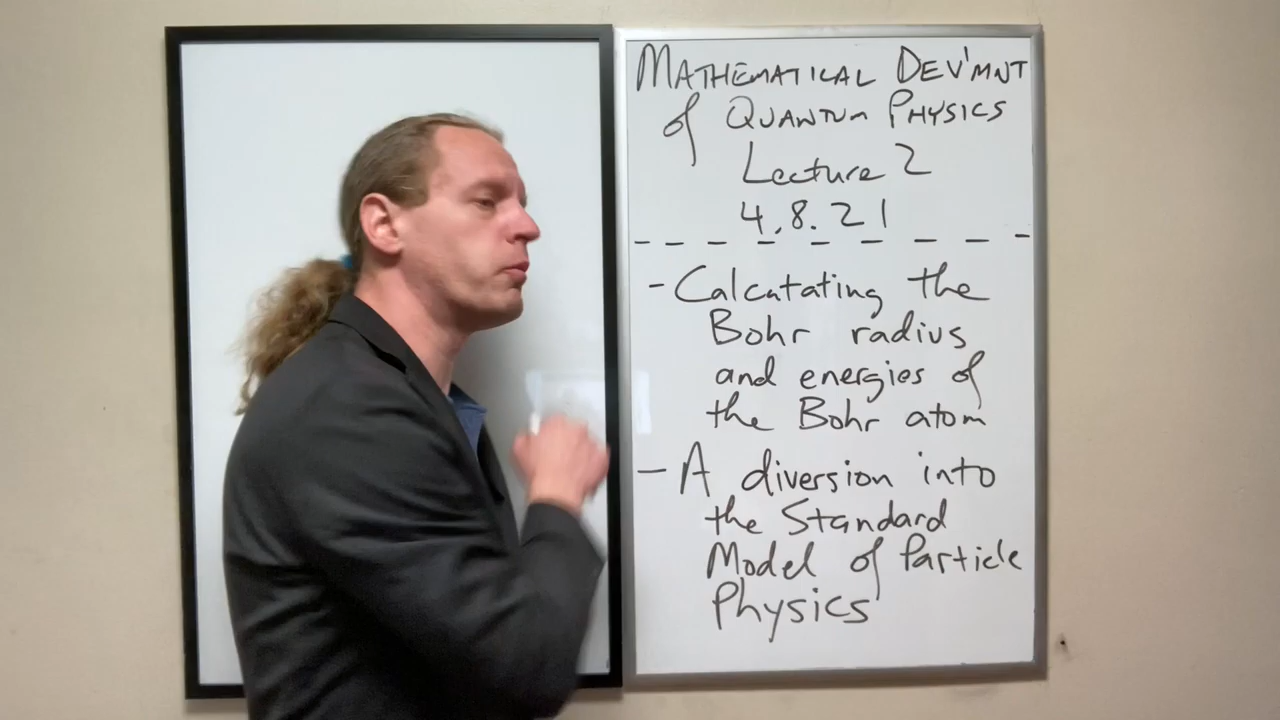 MATHEMATICAL DEV'MNT
of QUANTUM PHYSICS
Lecture 2
4.8.21
- Calcutating the
Bohr radius
and energies of
the Bohr atom
- A diversion into
the Standard
Model of Particle
Physics